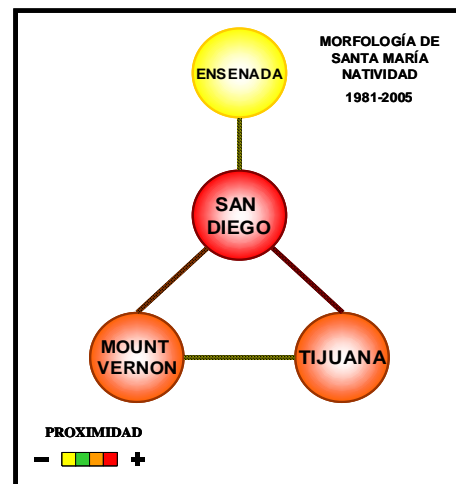 MORFOLOGÍA DE
SANTA MARÍA
NATIVIDAD
1981-2005
ENSENADA
SAN
DIEGO
MOUNT
VERNON
TIJUANA
PROXIMIDAD
- +